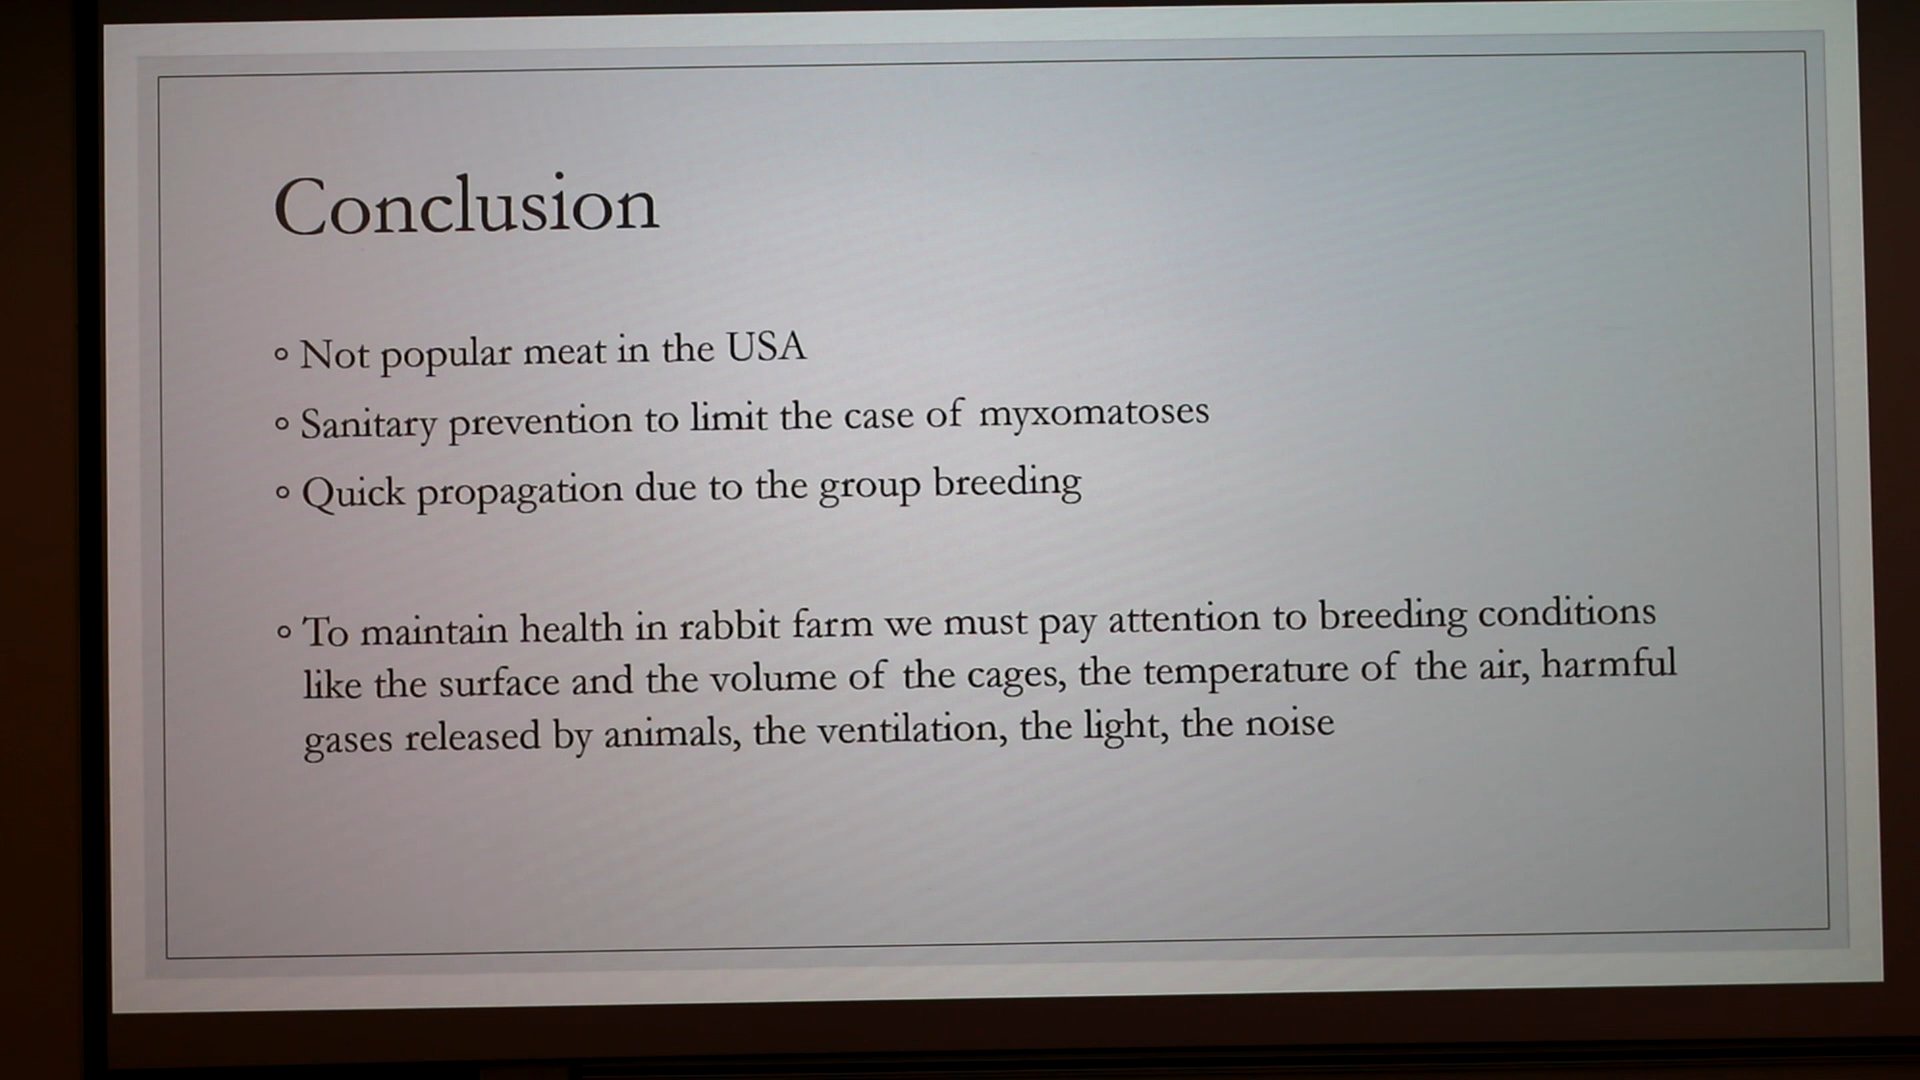 Conclusion
◦ Not popular meat in the USA
◦ Sanitary prevention to limit the case of myxomatoses
◦ Quick propagation due to the group breeding
◦ To maintain health in rabbit farm we must pay attention to breeding conditions
like the surface and the volume of the cages, the temperature of the air, harmful
gases released by animals, the ventilation, the light, the noise